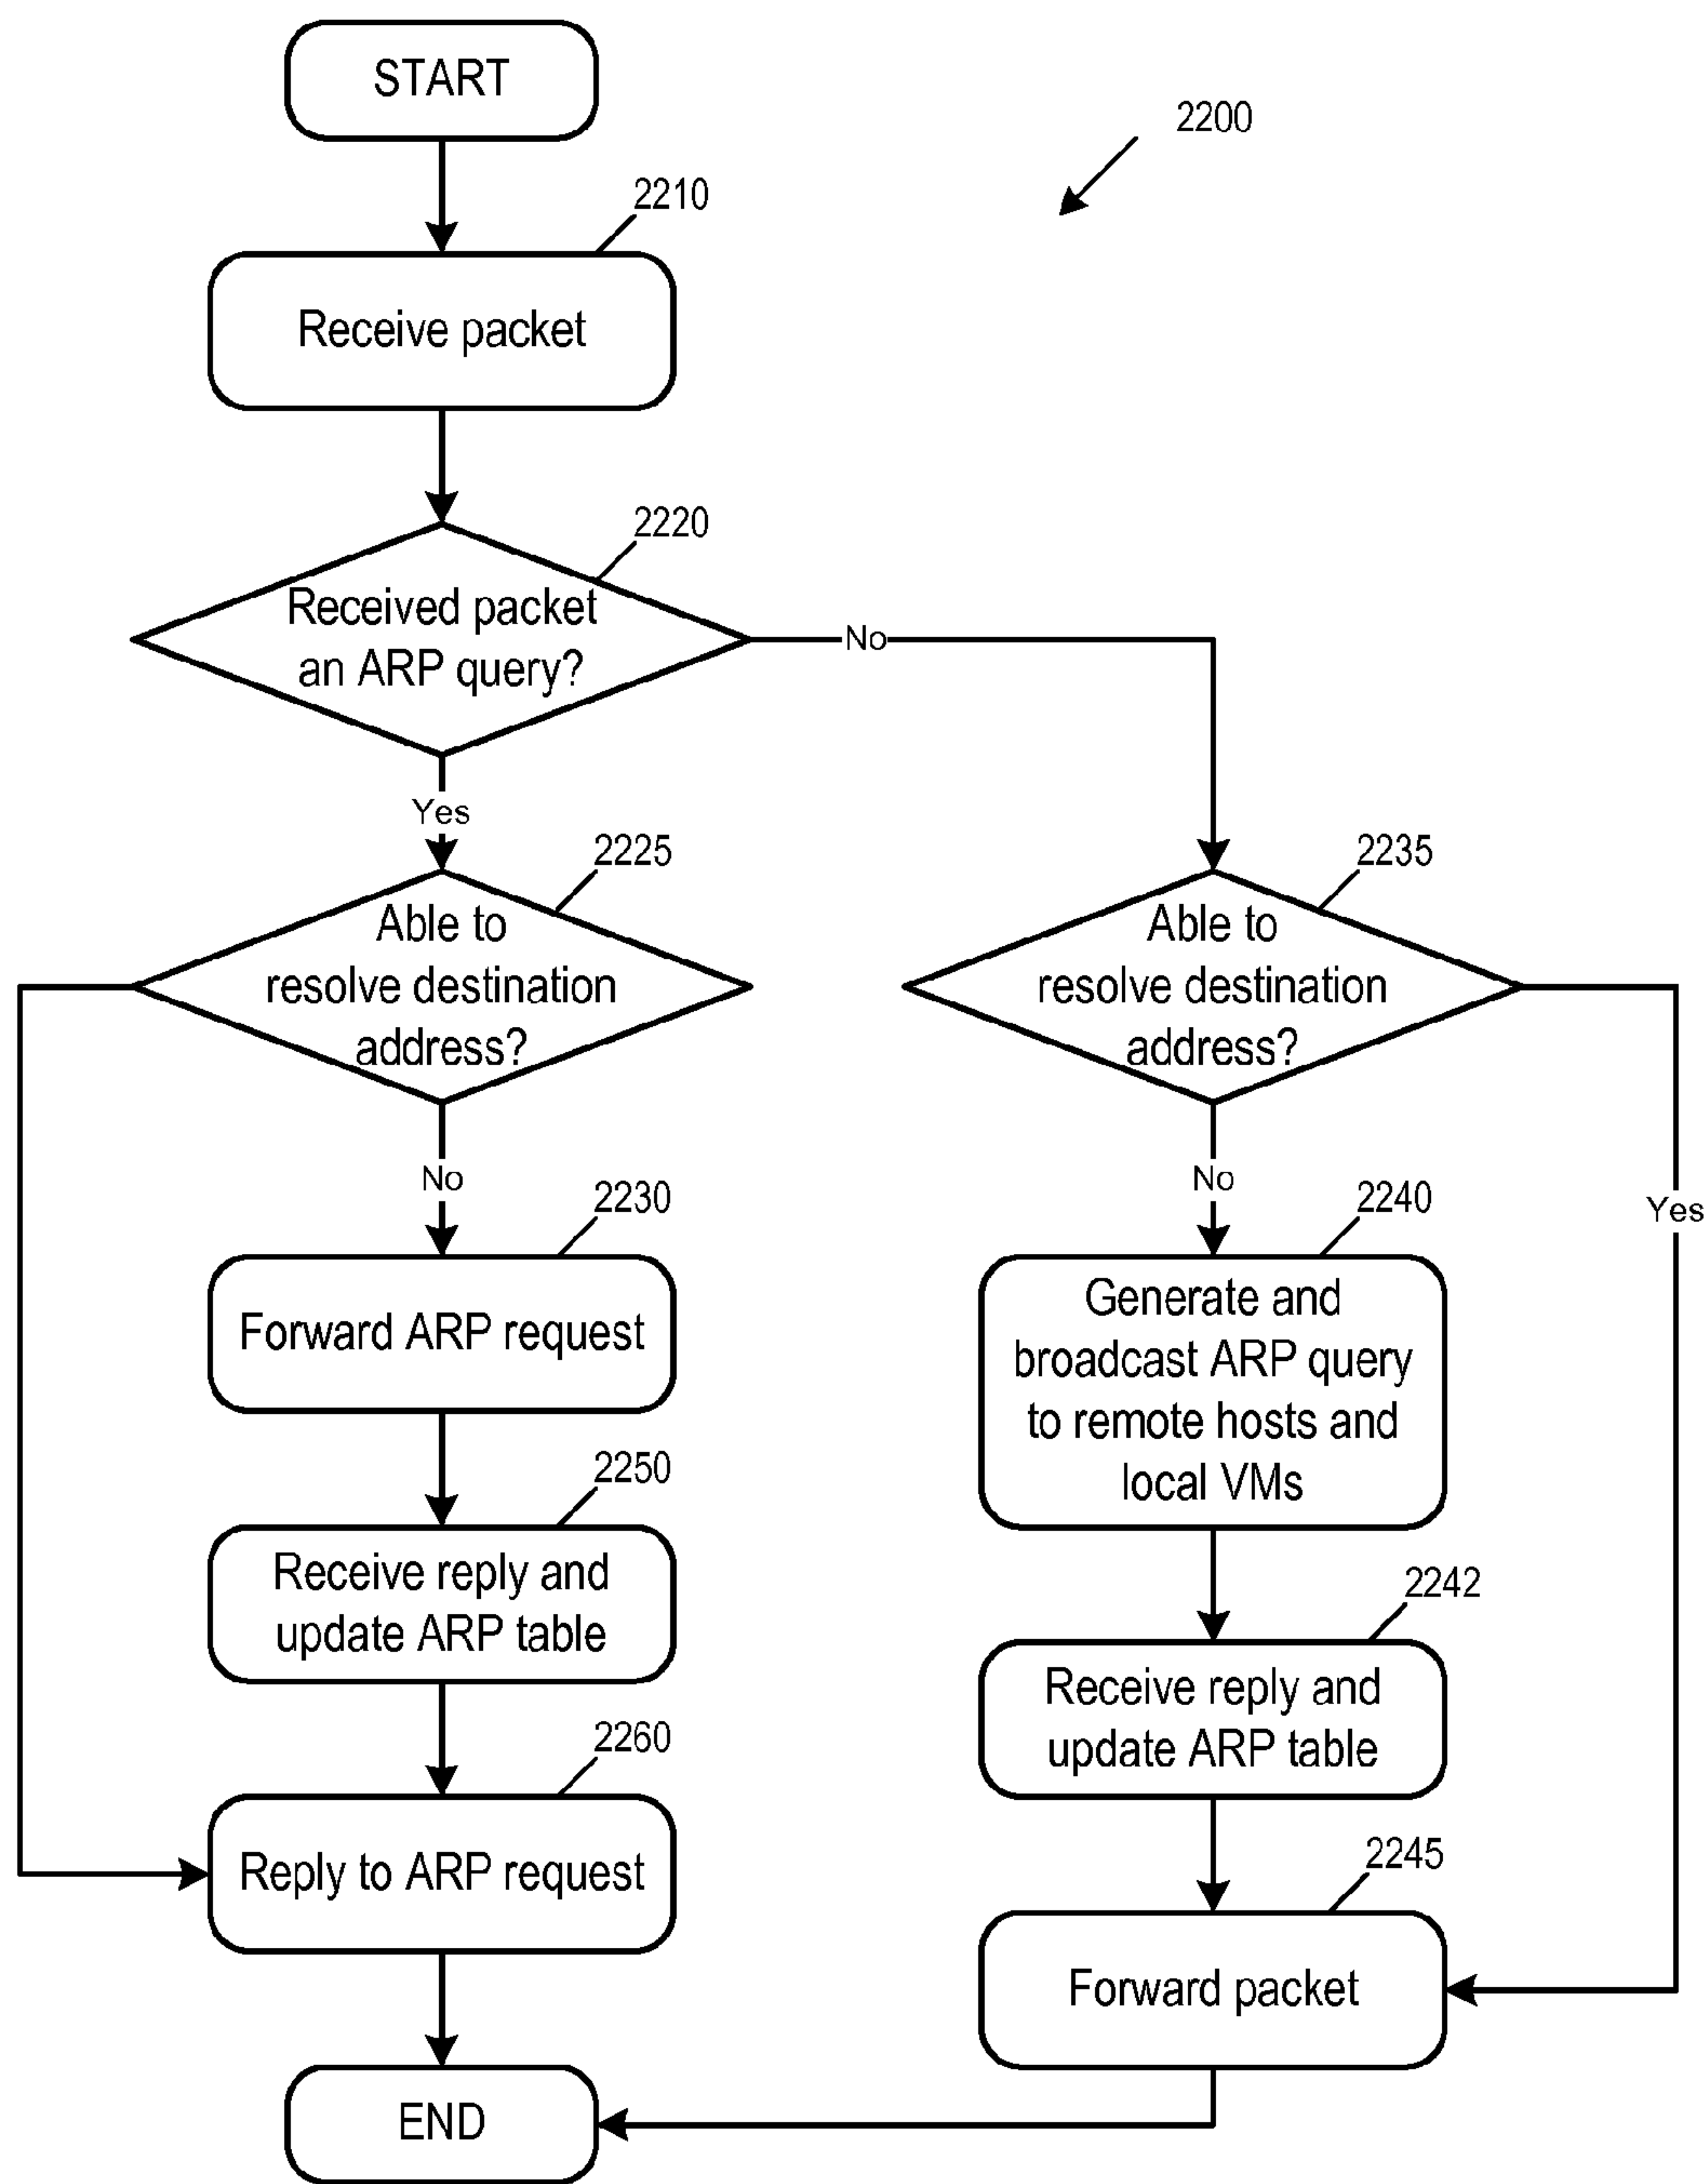 START
2200
2210
Receive packet
2220
Received packet
an ARP query?
No
Yes
2225
Able to
resolve destination
address?
2235
Able to
resolve destination
address?
No
No
Yes
2230
Forward ARP request
2240
Generate and
broadcast ARP query
to remote hosts and
local VMs
2250
Receive reply and
update ARP table
2242
Receive reply and
update ARP table
2260
Reply to ARP request
2245
Forward packet
END